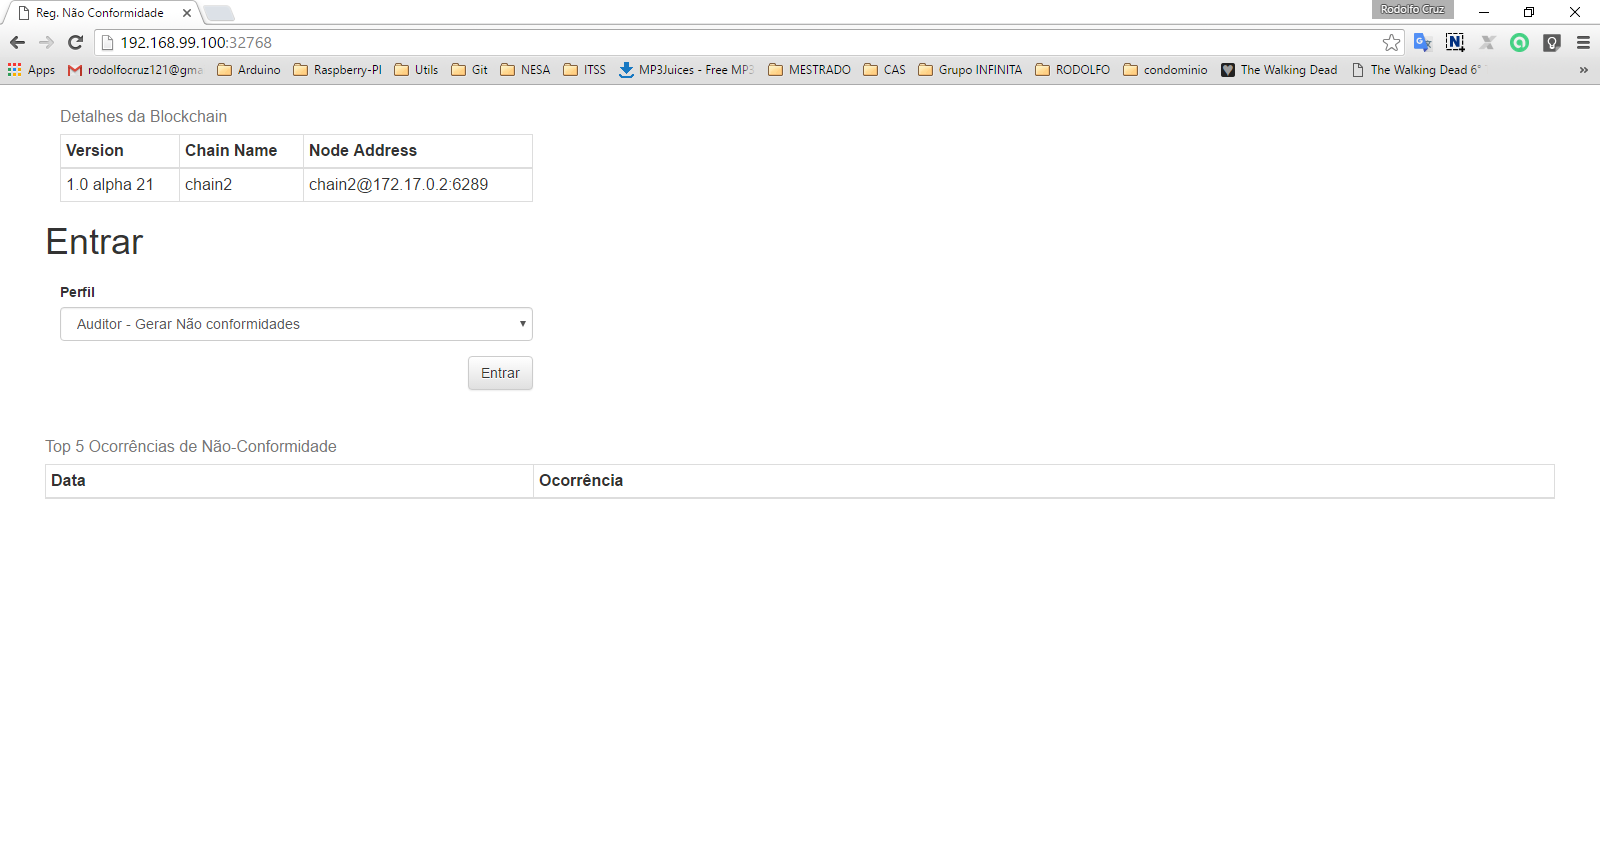 Reg. Não Conformidade
Rodolfo Cruz
192.168.99.100:32768
Apps rodolfocruz121@gma Arduino Raspberry-PI Utils Git NESA ITSS MP3Juices - Free MP3 MESTRADO CAS Grupo INFINITA RODOLFO condominio The Walking Dead The Walking Dead 6° »
Detalhes da Blockchain
Version Chain Name Node Address
1.0 alpha 21 chain2 chain2@172.17.0.2:6289
Entrar
Perfil
Auditor - Gerar Não conformidades
Entrar
Top 5 Ocorrências de Não-Conformidade
Data Ocorrência